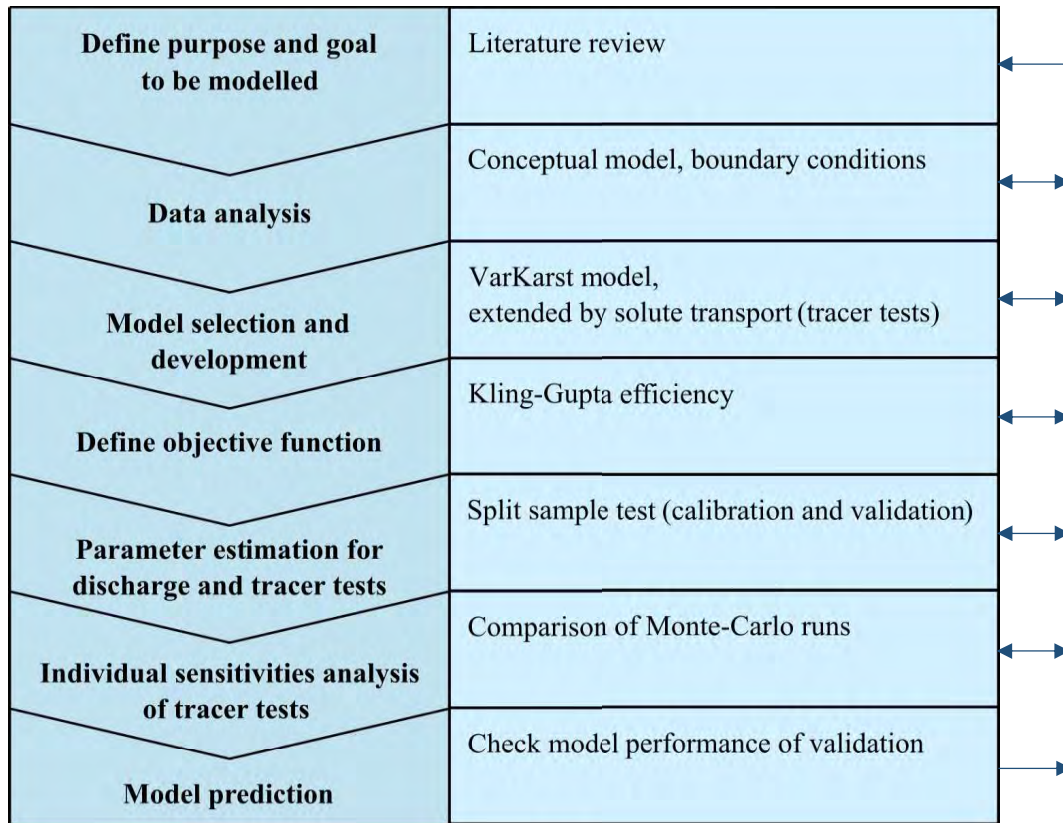 Define purpose and goal
to be modelled
Literature review
Data analysis
Conceptual model, boundary conditions
Model selection and
development
VarKarst model,
extended by solute transport (tracer tests)
Define objective function
Kling-Gupta efficiency
Parameter estimation for
discharge and tracer tests
Split sample test (calibration and validation)
Individual sensitivities analysis
of tracer tests
Comparison of Monte-Carlo runs
Model prediction
Check model performance of validation